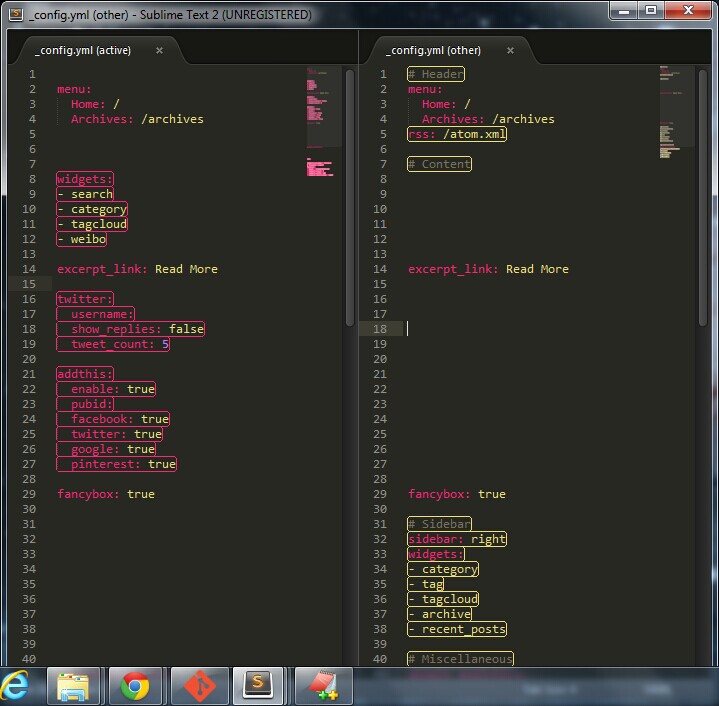 _config.yml (other) - Sublime Text 2 (UNREGISTERED)
_config.yml (active)
1
2 menu:
3 Home: /
4 Archives: /archives
5
6
7
8 widgets:
9 - search
10 - category
11 - tagcloud
12 - weibo
13
14 excerpt_link: Read More
15
16 twitter:
17 username:
18 show_replies: false
19 tweet_count: 5
20
21 addthis:
22 enable: true
23 pubid:
24 facebook: true
25 twitter: true
26 google: true
27 pinterest: true
28
29 fancybox: true
30
31
32
33
34
35
36
37
38
39
40
_config.yml (other)
1 # Header
2 menu:
3 Home: /
4 Archives: /archives
5 rss: /atom.xml
6
7 # Content
8
9
10
11
12
13
14 excerpt_link: Read More
15
16
17
18
19
20
21
22
23
24
25
26
27
28
29 fancybox: true
30
31 # Sidebar
32 sidebar: right
33 widgets:
34 - category
35 - tag
36 - tagcloud
37 - archive
38 - recent_posts
39
40 # Miscellaneous